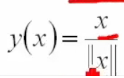 y(x) = x / ‖x‖